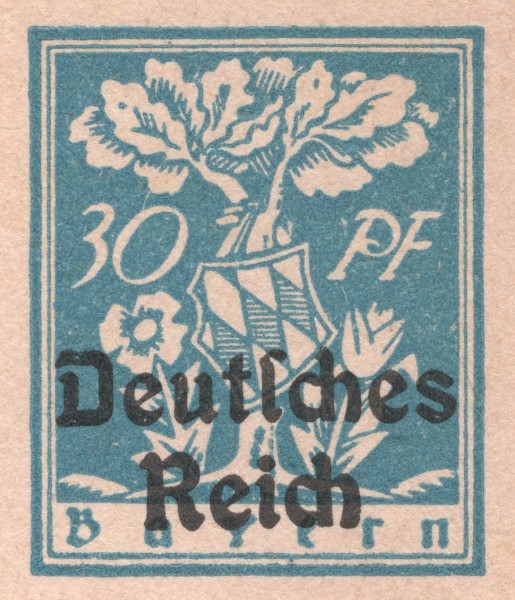 30 PF
Deutſches
Reich
Bayern